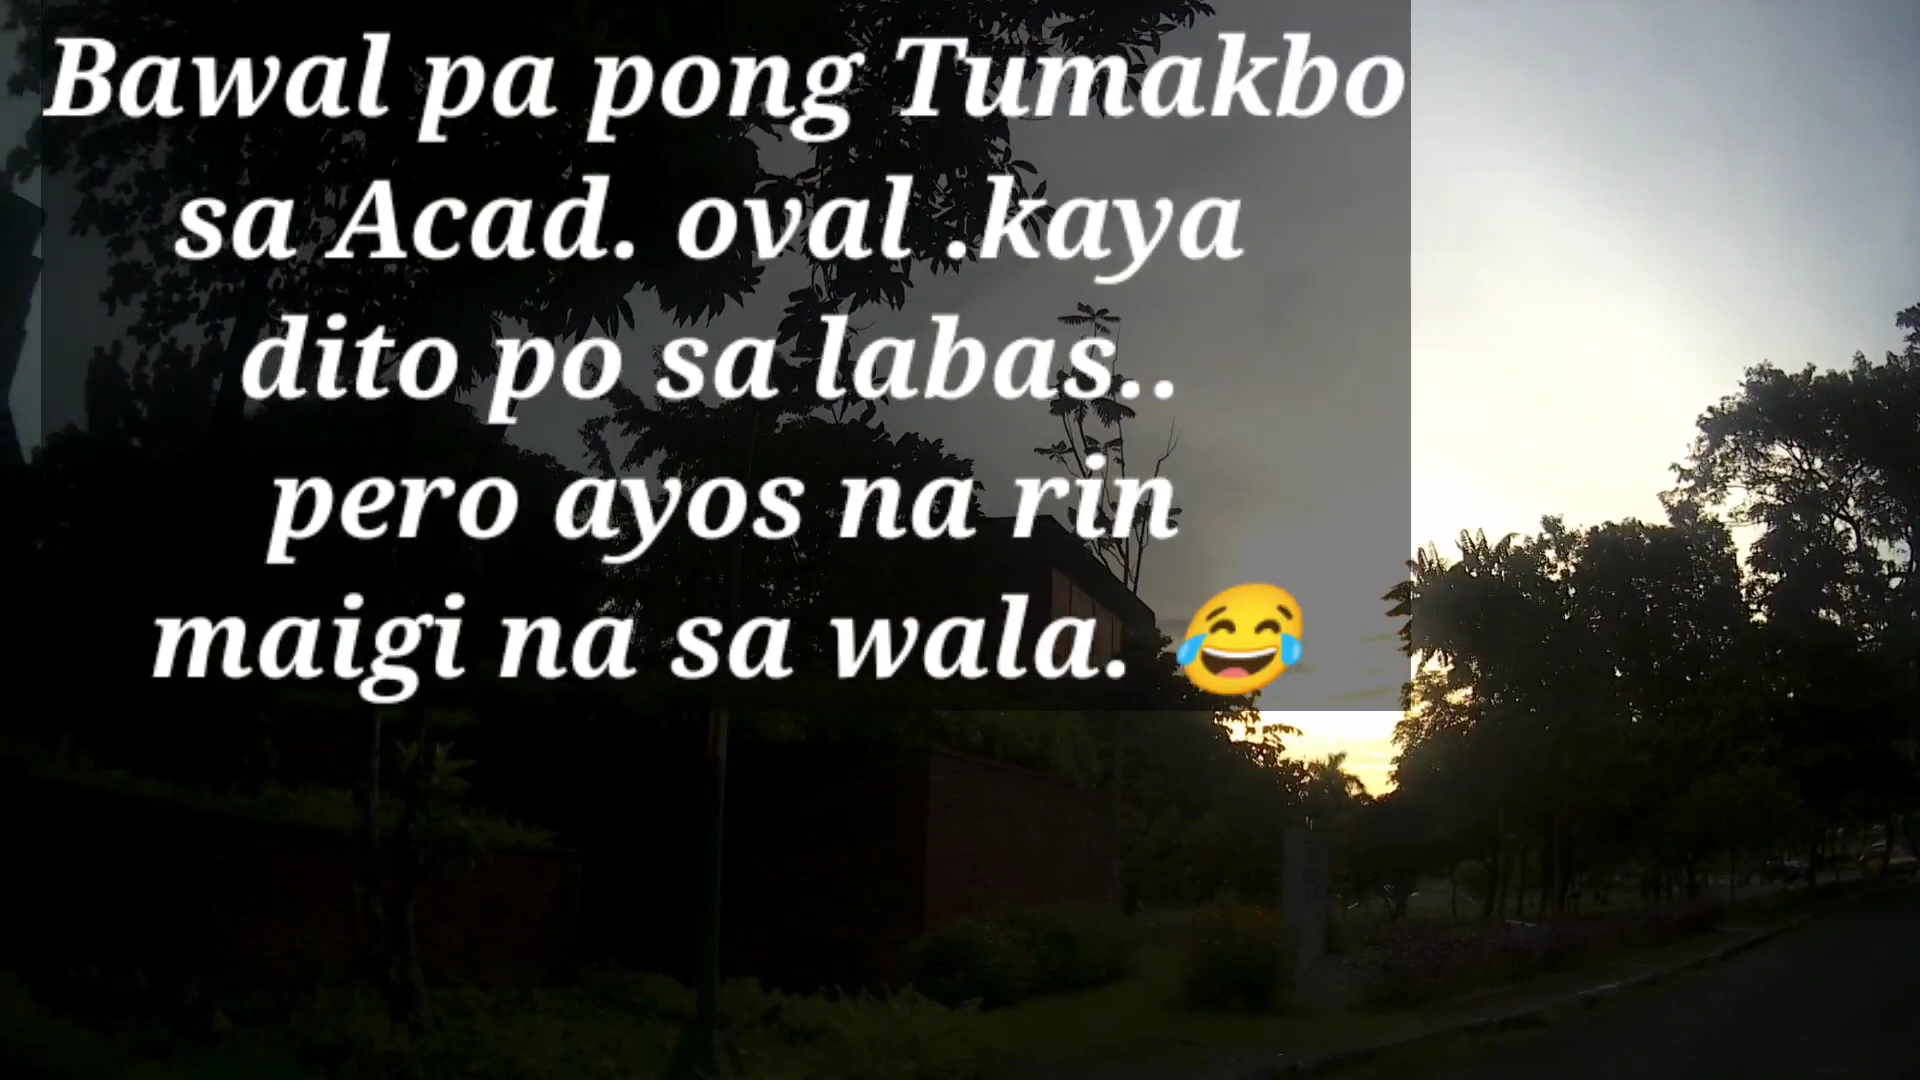 Bawal pa pong Tumakbo
sa Acad. oval .kaya
dito po sa labas..
pero ayos na rin
maigi na sa wala. 😂